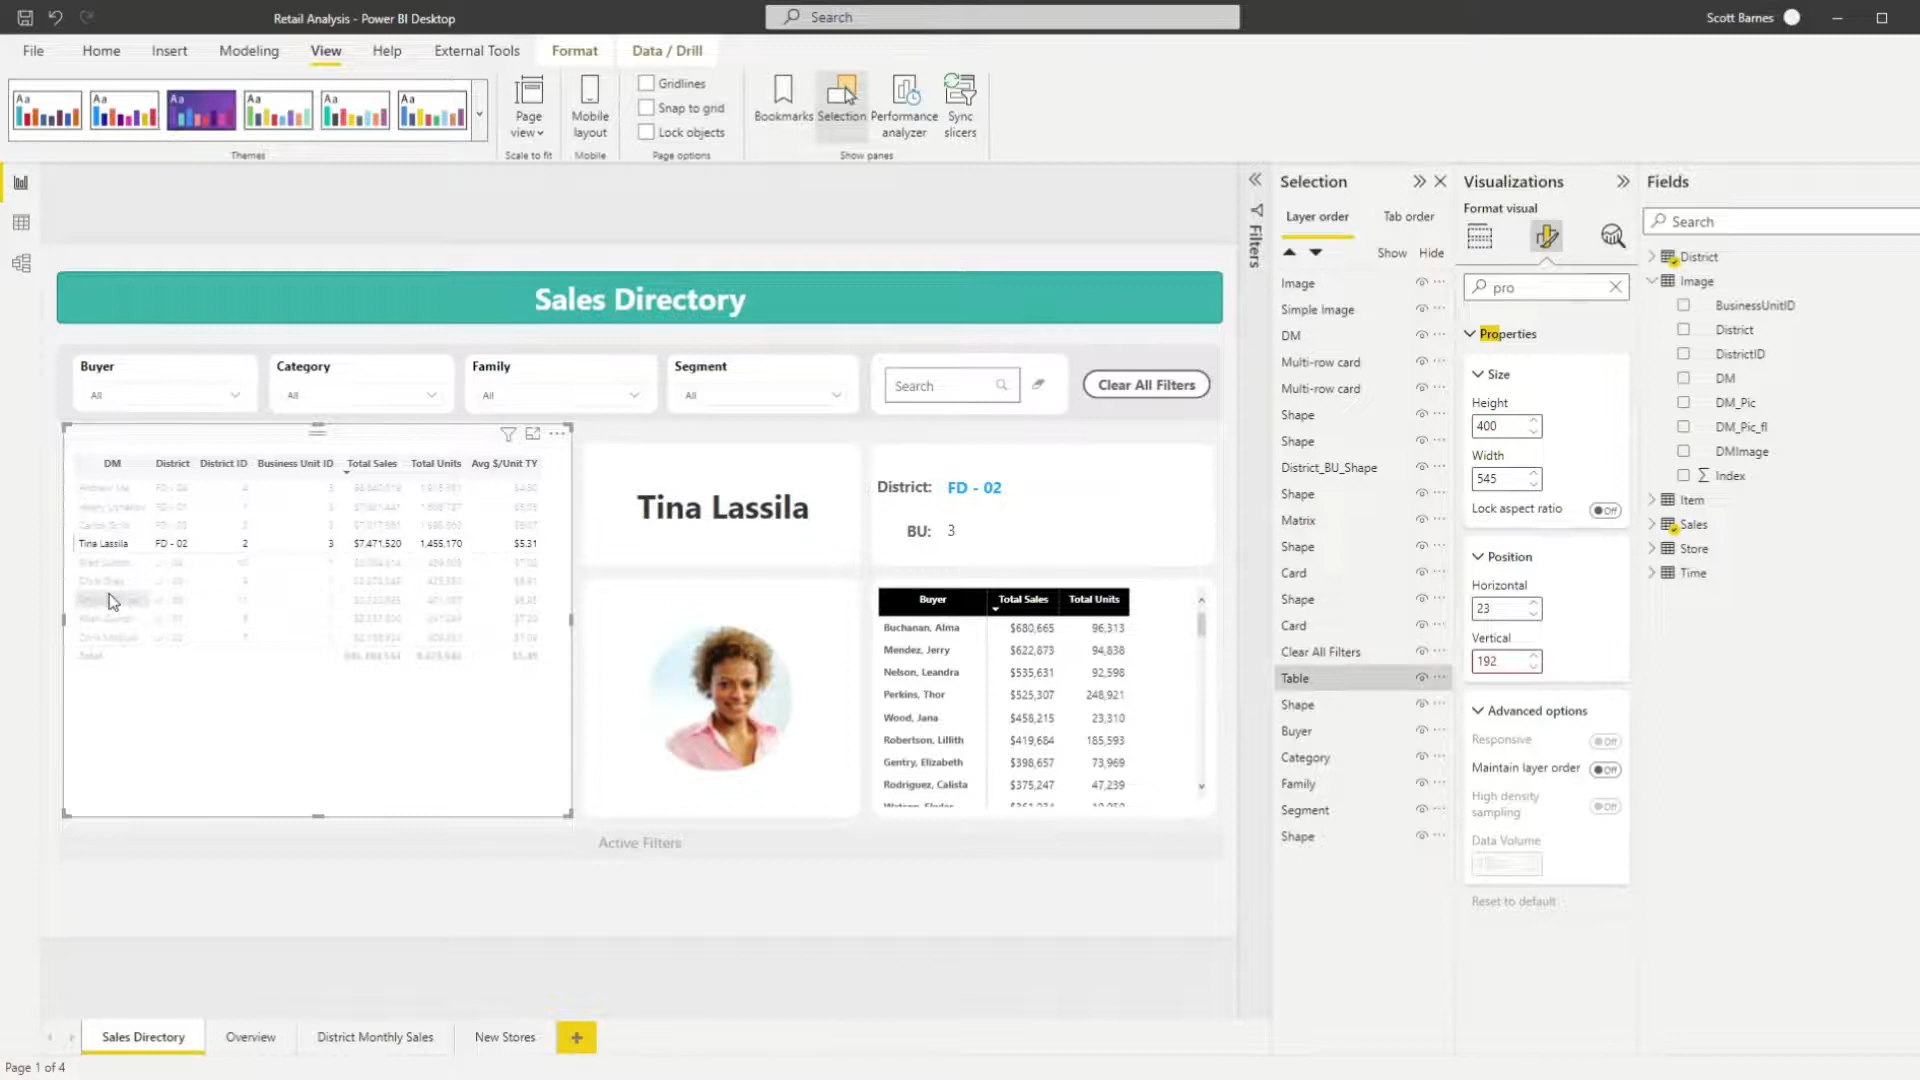 Retail Analysis - Power BI Desktop
Search
Scott Barnes
File
Home
Insert
Modeling
View
Help
External Tools
Format
Data / Drill
Aa
Aa
Aa
Aa
Aa
Aa
Themes
Page view
Scale to fit
Mobile layout
Mobile
Gridlines
Snap to grid
Lock objects
Page options
Bookmarks
Selection
Performance analyzer
Sync slicers
Show panes
Sales Directory
Buyer
All
Category
All
Family
All
Segment
All
Search
Clear All Filters
DM District District ID Business Unit ID Total Sales Total Units Avg $/Unit TY
Tina Lassila FD - 02 2 3 $7,471,520 1,455,170 $5.31
Total
Tina Lassila
District: FD - 02
BU: 3
Buyer Total Sales Total Units
Buchanan, Alma $680,665 96,313
Mendez, Jerry $622,873 94,838
Nelson, Leandra $535,631 92,598
Perkins, Thor $525,307 248,921
Wood, Jana $458,215 23,310
Robertson, Lillith $419,684 185,593
Gentry, Elizabeth $398,657 73,969
Rodriguez, Calista $375,247 47,239
Active Filters
Filters
Selection
Layer order
Tab order
Show
Hide
Image
Simple Image
DM
Multi-row card
Multi-row card
Shape
Shape
District_BU_Shape
Shape
Matrix
Shape
Card
Shape
Card
Clear All Filters
Table
Shape
Buyer
Category
Family
Segment
Shape
Visualizations
Format visual
pro
Properties
Size
Height
400
Width
545
Lock aspect ratio
Off
Position
Horizontal
23
Vertical
192
Advanced options
Responsive
Off
Maintain layer order
Off
High density sampling
Off
Data Volume
Reset to default
Fields
Search
District
Image
BusinessUnitID
District
DistrictID
DM
DM_Pic
DM_Pic_fl
DMImage
Index
Item
Sales
Store
Time
Sales Directory
Overview
District Monthly Sales
New Stores
Page 1 of 4